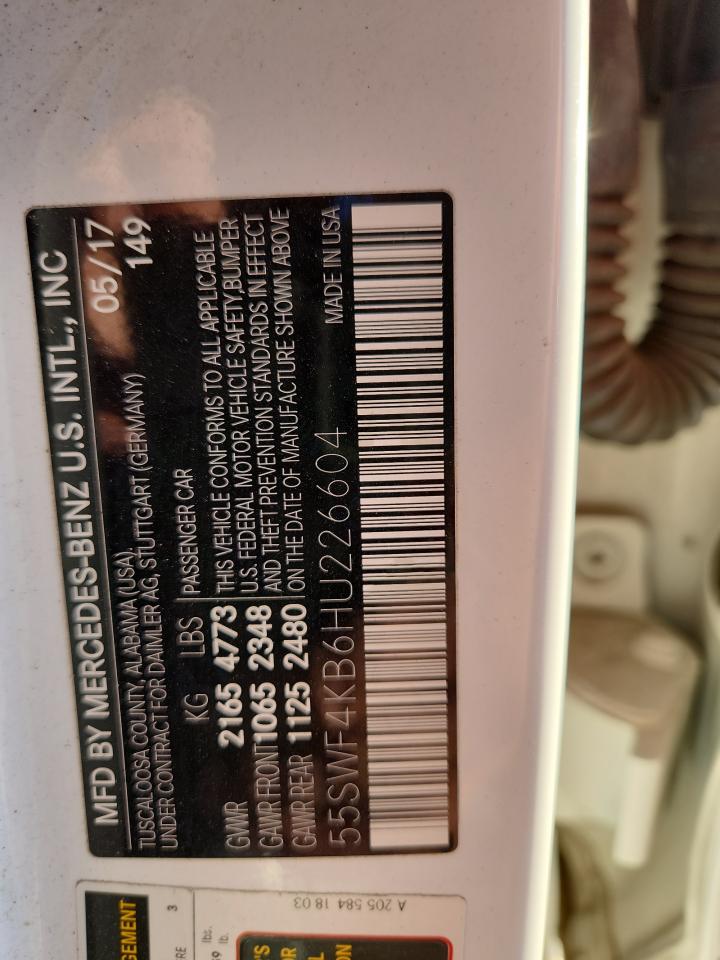 MFD BY MERCEDES-BENZ U.S. INTL., INC
TUSCALOOSA COUNTY, ALABAMA (USA) 05/17
UNDER CONTRACT FOR DAIMLER AG, STUTTGART (GERMANY) 149
KG LBS PASSENGER CAR
GVWR 2165 4773 THIS VEHICLE CONFORMS TO ALL APPLICABLE
U.S. FEDERAL MOTOR VEHICLE SAFETY,BUMPER
GAWR FRONT 1065 2348 AND THEFT PREVENTION STANDARDS IN EFFECT
GAWR REAR 1125 2480 ON THE DATE OF MANUFACTURE SHOWN ABOVE
55SWF4KB6HU226604 MADE IN USA
3
lbs.
lb.
A 205 584 18 03